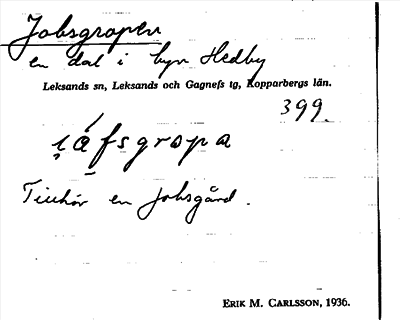 Jobsgropen
en dal i byn Hedby
Leksands sn, Leksands och Gagnefs tg, Kopparbergs län.
399.
i̯áfsgropa
Tillhör en Jobsgård.
ERIK M. CARLSSON, 1936.